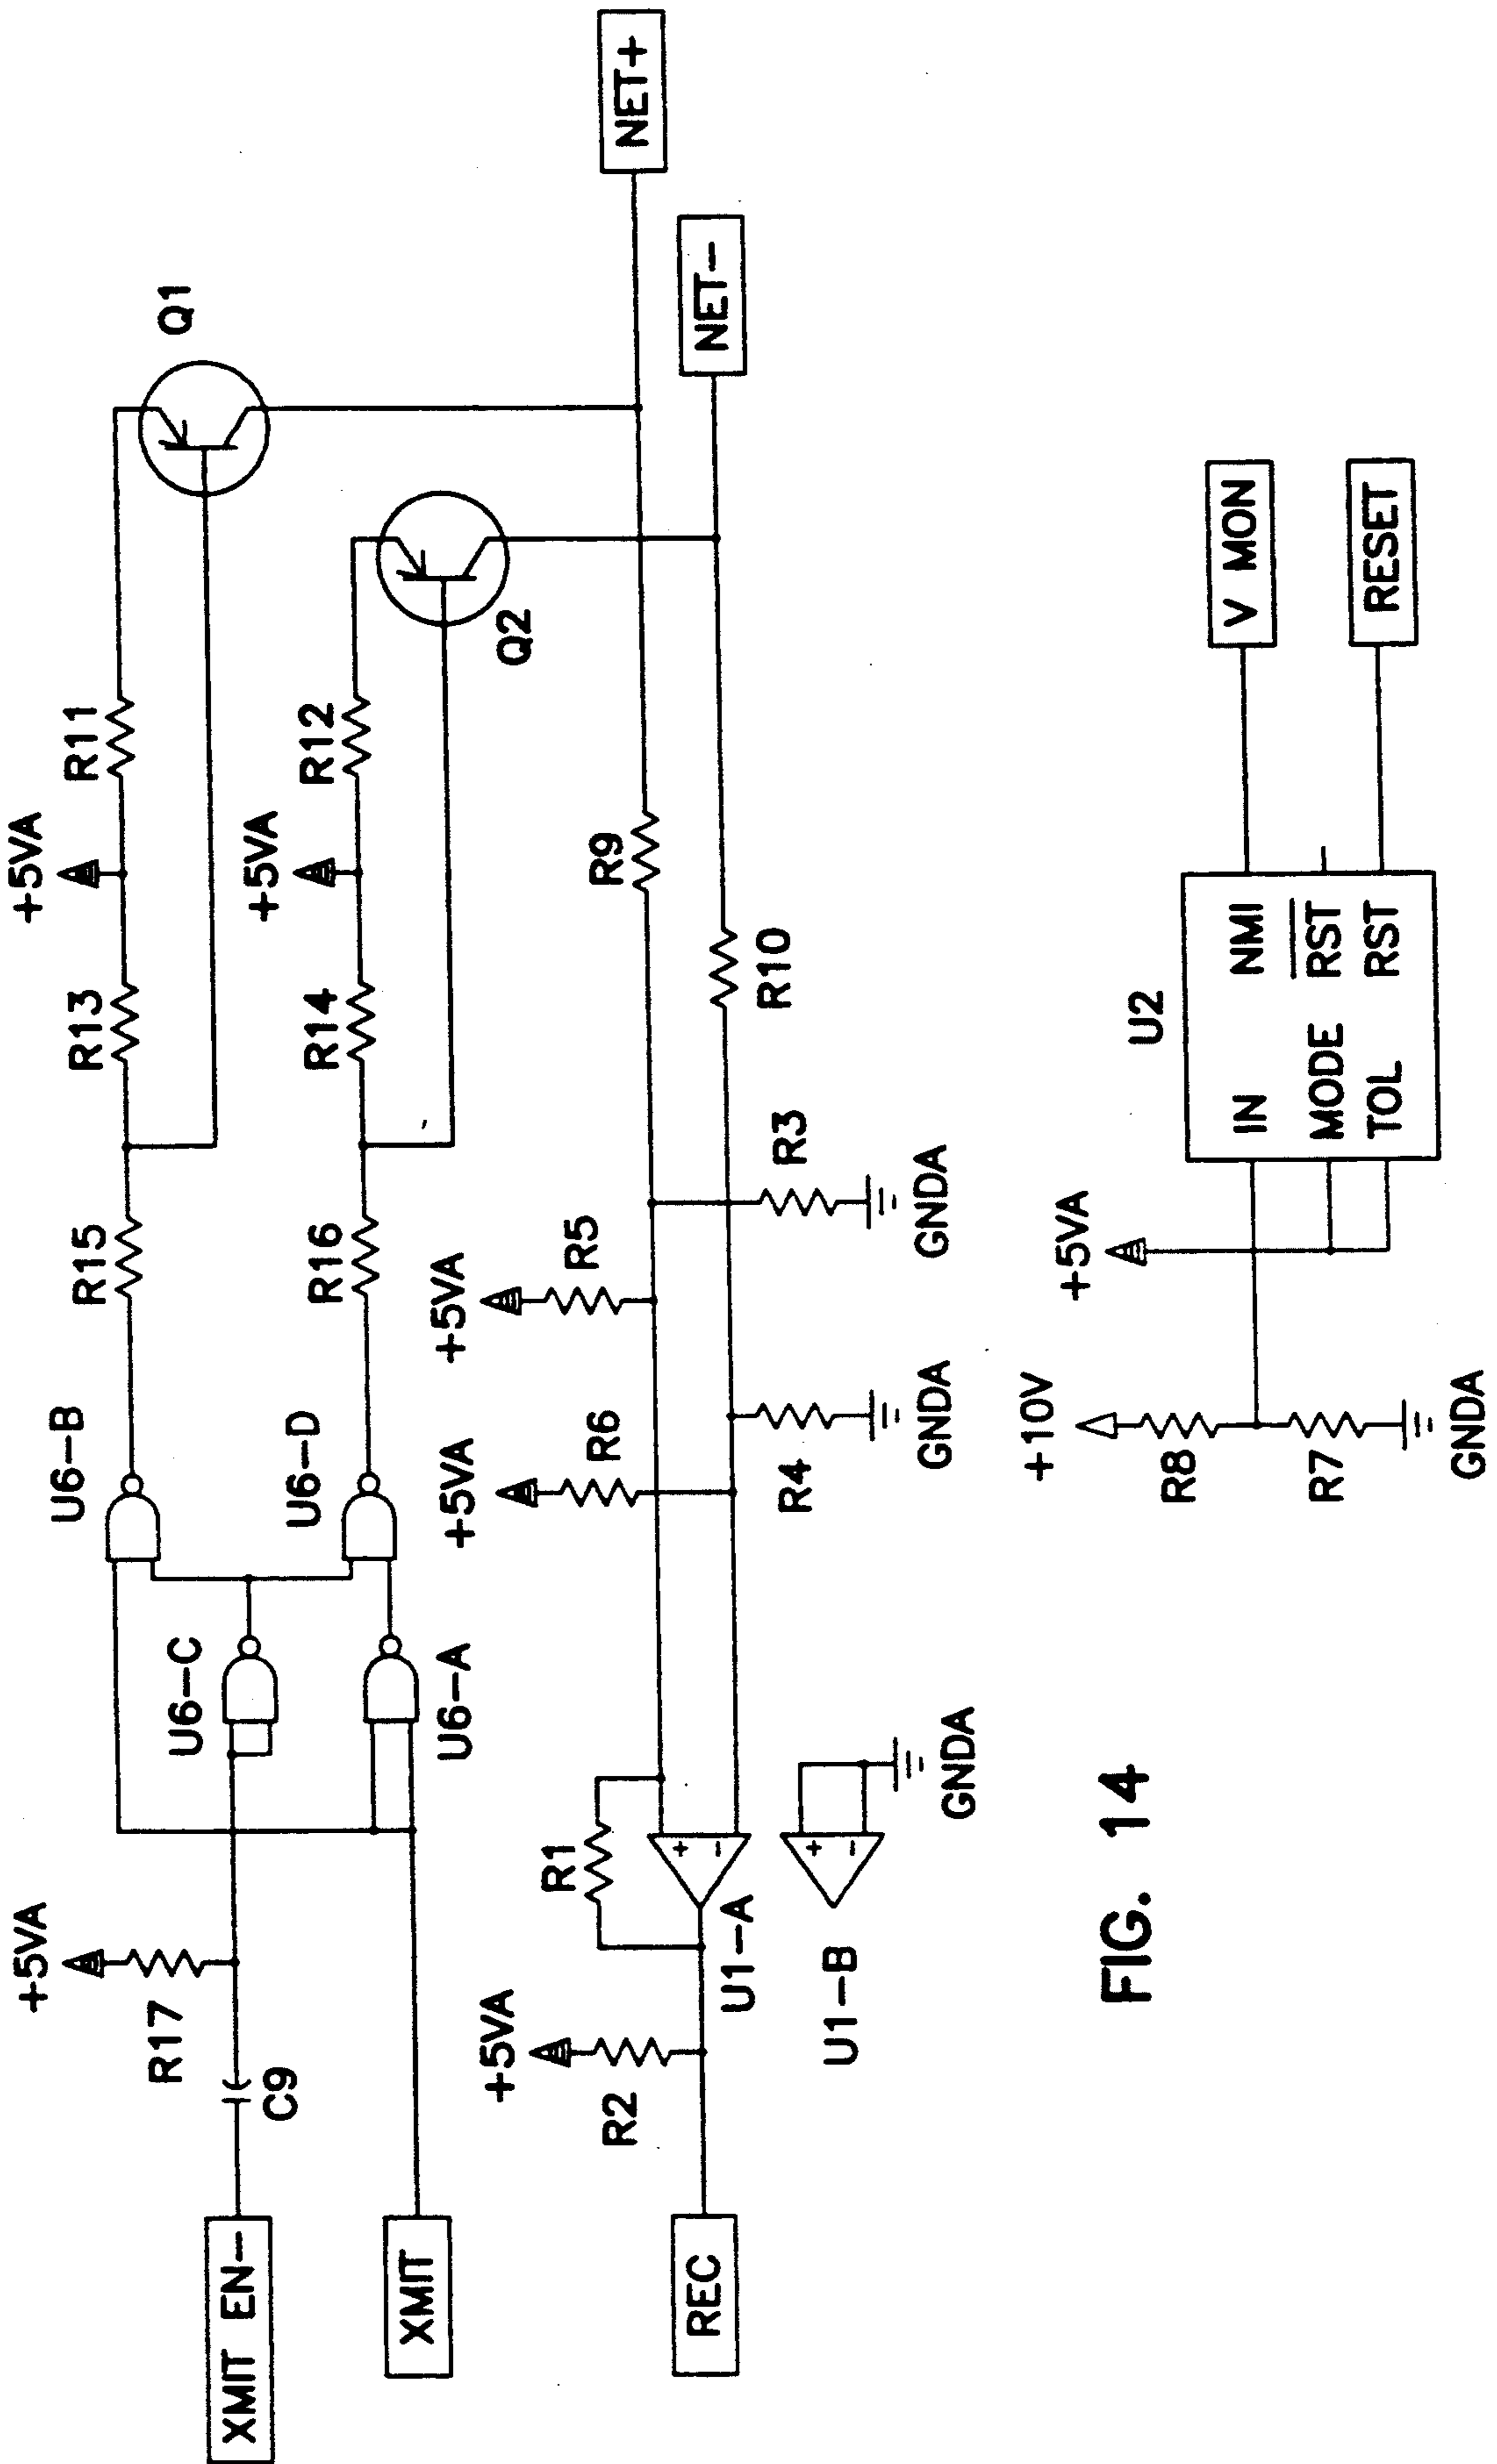 XMIT EN-
C9
R17
+5VA
U6-C
U6-B
R15
R13
+5VA
R11
Q1
XMIT
U6-A
U6-D
R16
R14
+5VA
R12
Q2
REC
R2
+5VA
R1
+
-
U1-A
+5VA
R6
+5VA
R5
R9
NET+
R4
GNDA
R3
GNDA
R10
NET-
U1-B
+
-
GNDA
+10V
R8
R7
GNDA
+5VA
U2
IN NMI
MODE RST
TOL RST
V MON
RESET
FIG. 14